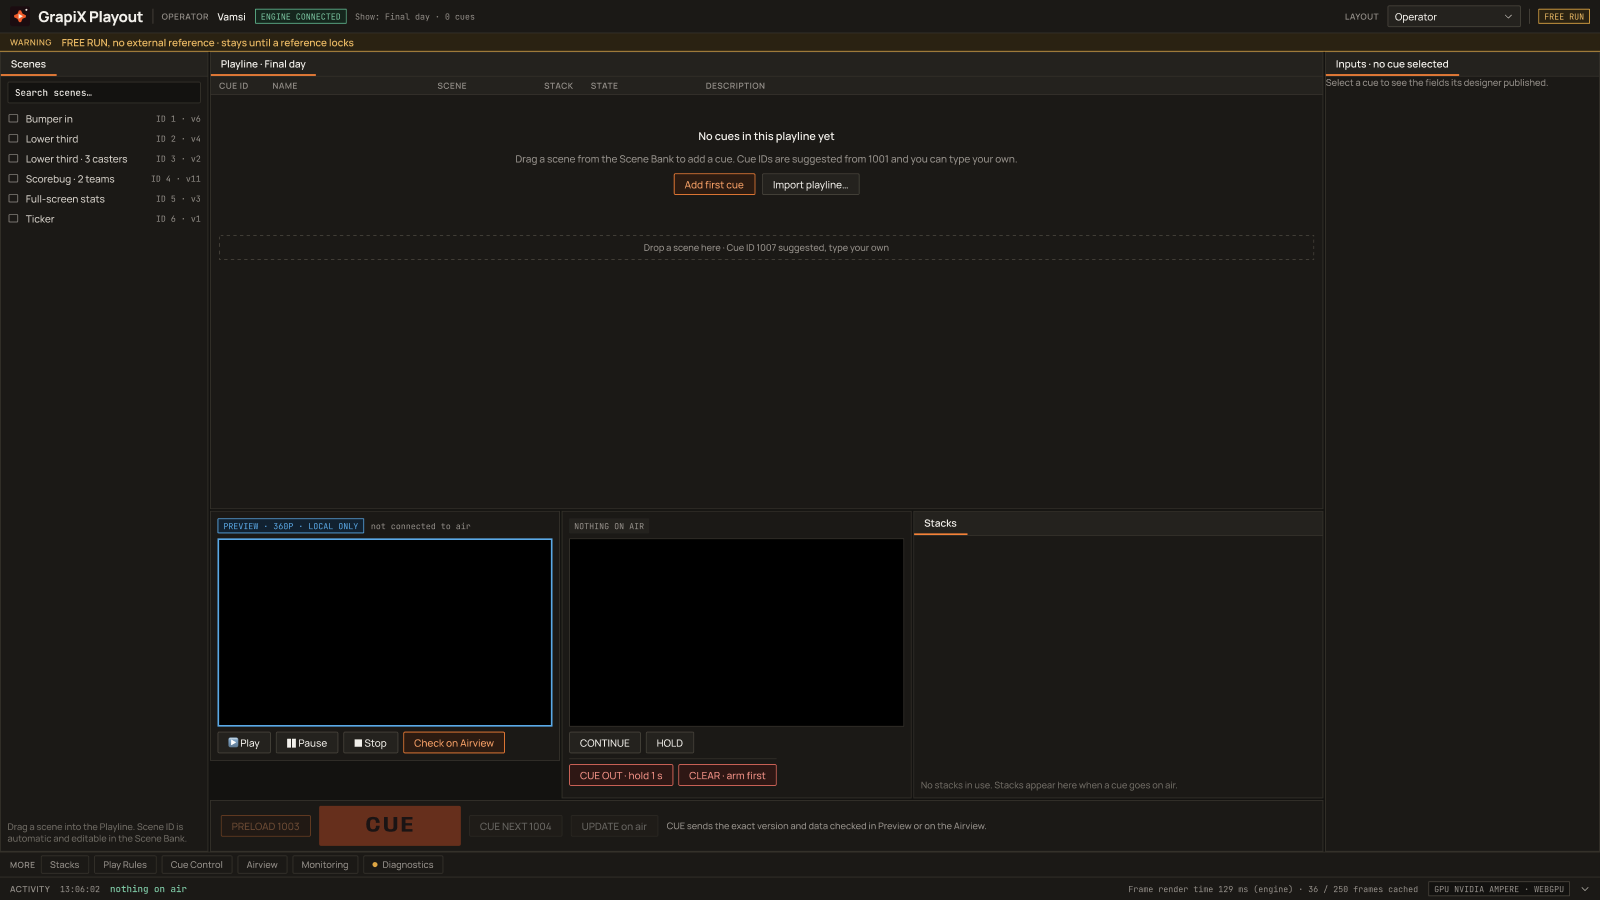 GrapiX Playout OPERATOR Vamsi ENGINE CONNECTED Show: Final day · 0 cues LAYOUT Operator FREE RUN
WARNING FREE RUN, no external reference · stays until a reference locks
Scenes
Search scenes…
Bumper in ID 1 · v6
Lower third ID 2 · v4
Lower third · 3 casters ID 3 · v2
Scorebug · 2 teams ID 4 · v11
Full-screen stats ID 5 · v3
Ticker ID 6 · v1
Drag a scene into the Playline. Scene ID is
automatic and editable in the Scene Bank.
Playline · Final day
CUE ID NAME SCENE STACK STATE DESCRIPTION
No cues in this playline yet
Drag a scene from the Scene Bank to add a cue. Cue IDs are suggested from 1001 and you can type your own.
Add first cue Import playline…
Drop a scene here · Cue ID 1007 suggested, type your own
Inputs · no cue selected
Select a cue to see the fields its designer published.
PREVIEW · 360P · LOCAL ONLY not connected to air
Play Pause Stop Check on Airview
NOTHING ON AIR
CONTINUE HOLD
CUE OUT · hold 1 s CLEAR · arm first
Stacks
No stacks in use. Stacks appear here when a cue goes on air.
PRELOAD 1003 CUE CUE NEXT 1004 UPDATE on air CUE sends the exact version and data checked in Preview or on the Airview.
MORE Stacks Play Rules Cue Control Airview Monitoring Diagnostics
ACTIVITY 13:06:02 nothing on air Frame render time 129 ms (engine) · 36 / 250 frames cached GPU NVIDIA AMPERE · WEBGPU